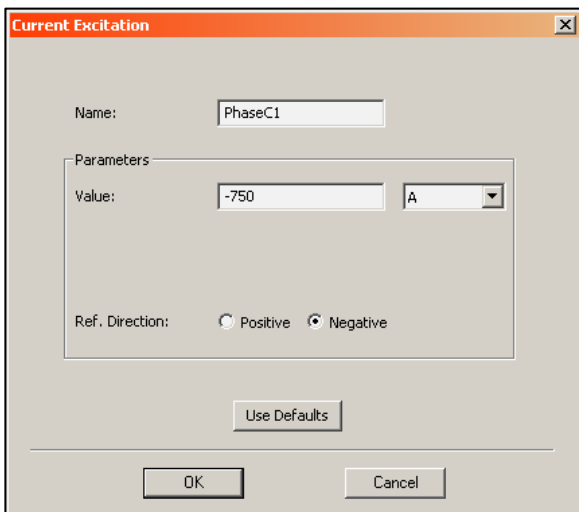 Current Excitation
Name: PhaseC1
Parameters
Value: -750 A
Ref. Direction: Positive Negative
Use Defaults
OK Cancel